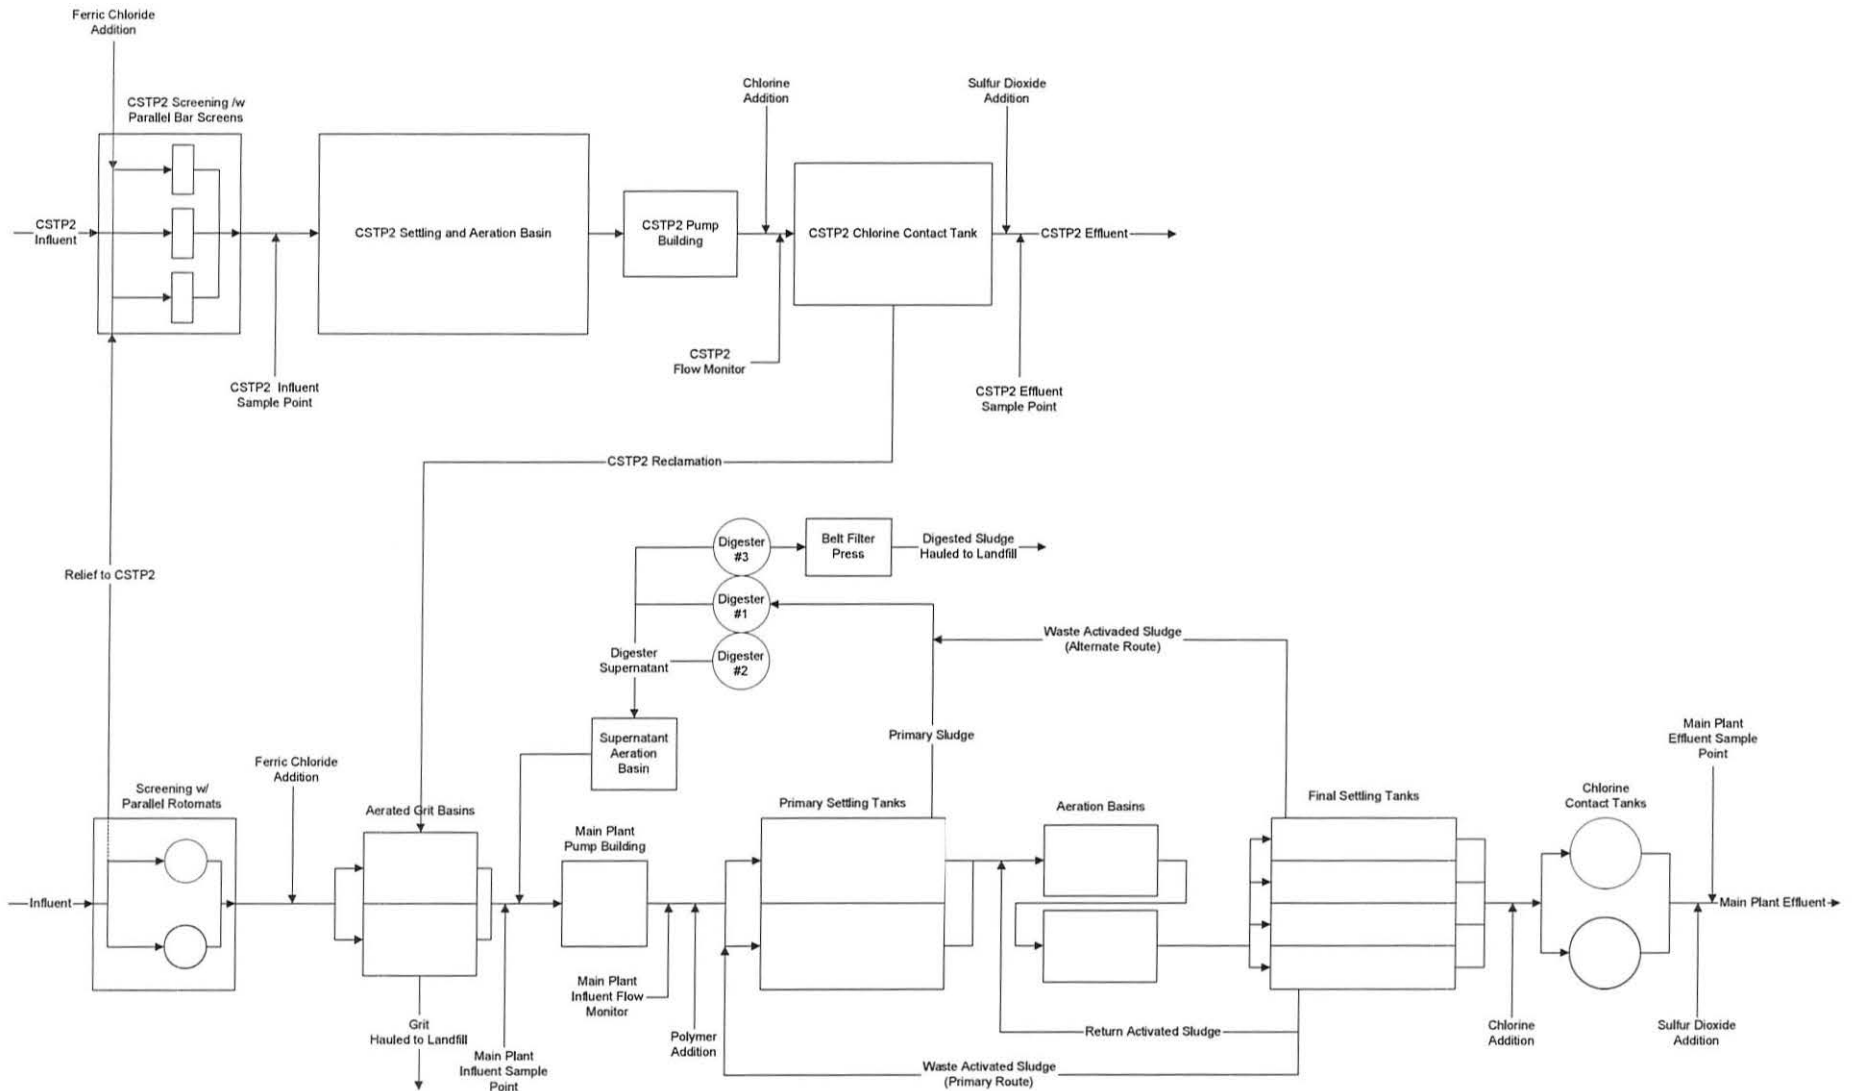 Ferric Chloride
Addition
CSTP2 Screening /w
Parallel Bar Screens
Chlorine
Addition
Sulfur Dioxide
Addition
CSTP2
Influent
CSTP2 Settling and Aeration Basin
CSTP2 Pump
Building
CSTP2 Chlorine Contact Tank
CSTP2 Effluent
CSTP2
Flow Monitor
CSTP2 Influent
Sample Point
CSTP2 Effluent
Sample Point
CSTP2 Reclamation
Relief to CSTP2
Digester
#3
Belt Filter
Press
Digested Sludge
Hauled to Landfill
Digester
#1
Digester
#2
Digester
Supernatant
Waste Activaded Sludge
(Alternate Route)
Supernatant
Aeration
Basin
Primary Sludge
Main Plant
Effluent Sample
Point
Ferric Chloride
Addition
Screening w/
Parallel Rotomats
Aerated Grit Basins
Main Plant
Pump Building
Primary Settling Tanks
Aeration Basins
Final Settling Tanks
Chlorine
Contact Tanks
Influent
Main Plant Effluent
Main Plant
Influent Flow
Monitor
Grit
Hauled to Landfill
Main Plant
Influent Sample
Point
Polymer
Addition
Return Activated Sludge
Waste Activated Sludge
(Primary Route)
Chlorine
Addition
Sulfur Dioxide
Addition